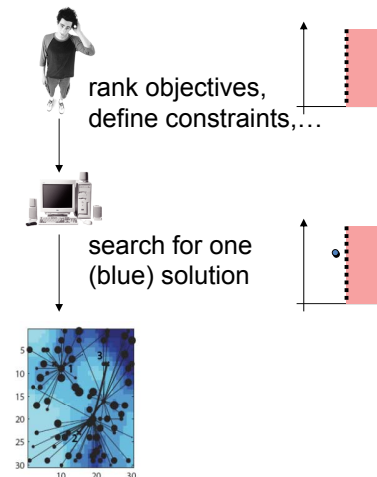 rank objectives,
define constraints,…
search for one
(blue) solution
3
5
1
10
15
20
2
25
30
10 20 30